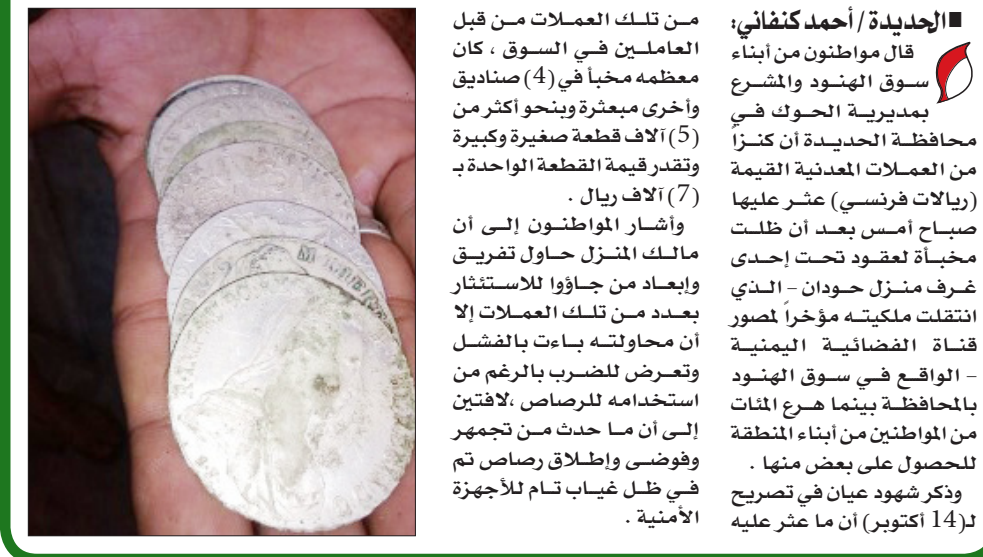 ■الحديدة / أحمد كنفاني:
قال مواطنون من أبناء
سوق الهنود والمشرع
بمديرية الحوك في
محافظة الحديدة أن كنزاً
من العملات المعدنية القيمة
(ريالات فرنسي) عثر عليها
صباح أمس بعد أن ظلت
مخبأة لعقود تحت إحدى
غرف منزل حودان – الذي
انتقلت ملكيته مؤخراً لمصور
قناة الفضائية اليمنية
– الواقع في سوق الهنود
بالمحافظة بينما هرع المئات
من المواطنين من أبناء المنطقة
للحصول على بعض منها .
وذكر شهود عيان في تصريح
لـ(14 أكتوبر) أن ما عثر عليه
من تلك العملات من قبل
العاملين في السوق ، كان
معظمه مخبأ في (4) صناديق
وأخرى مبعثرة وبنحو أكثر من
(5) آلاف قطعة صغيرة وكبيرة
وتقدر قيمة القطعة الواحدة بـ
(7) آلاف ريال .
وأشار المواطنون إلى أن
مالك المنزل حاول تفريق
وإبعاد من جاؤوا للاستئثار
بعدد من تلك العملات إلا
أن محاولته باءت بالفشل
وتعرض للضرب بالرغم من
استخدامه للرصاص ،لافتين
إلى أن ما حدث من تجمهر
وفوضى وإطلاق رصاص تم
في ظل غياب تام للأجهزة
الأمنية .